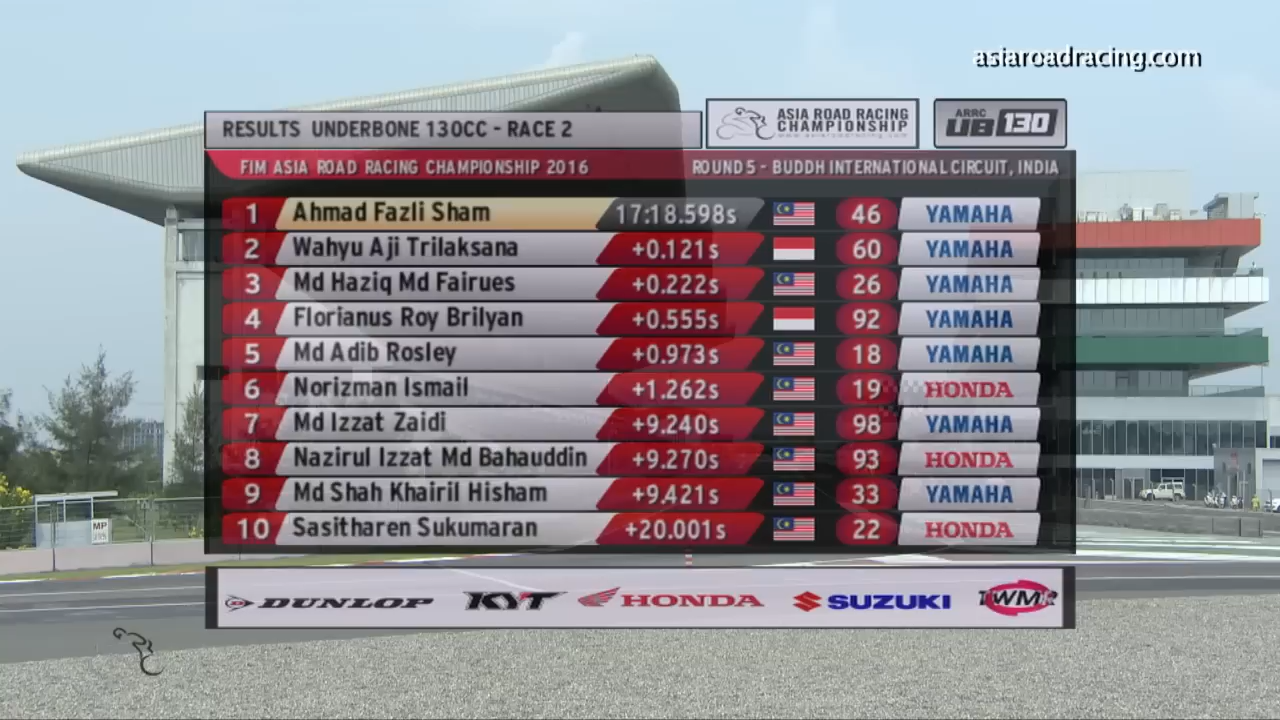 asiaroadracing.com
RESULTS UNDERBONE 130CC - RACE 2
ASIA ROAD RACING
CHAMPIONSHIP
www.asiaroadracing.com
ARRC
UB 130
FIM ASIA ROAD RACING CHAMPIONSHIP 2016
ROUND 5 - BUDDH INTERNATIONAL CIRCUIT, INDIA
1 Ahmad Fazli Sham 17:18.598s 46 YAMAHA
2 Wahyu Aji Trilaksana +0.121s 60 YAMAHA
3 Md Haziq Md Fairues +0.222s 26 YAMAHA
4 Florianus Roy Brilyan +0.555s 92 YAMAHA
5 Md Adib Rosley +0.973s 18 YAMAHA
6 Norizman Ismail +1.262s 19 HONDA
7 Md Izzat Zaidi +9.240s 98 YAMAHA
8 Nazirul Izzat Md Bahauddin +9.270s 93 HONDA
9 Md Shah Khairil Hisham +9.421s 33 YAMAHA
10 Sasitharen Sukumaran +20.001s 22 HONDA
MP
DUNLOP KYT HONDA SUZUKI TWMR